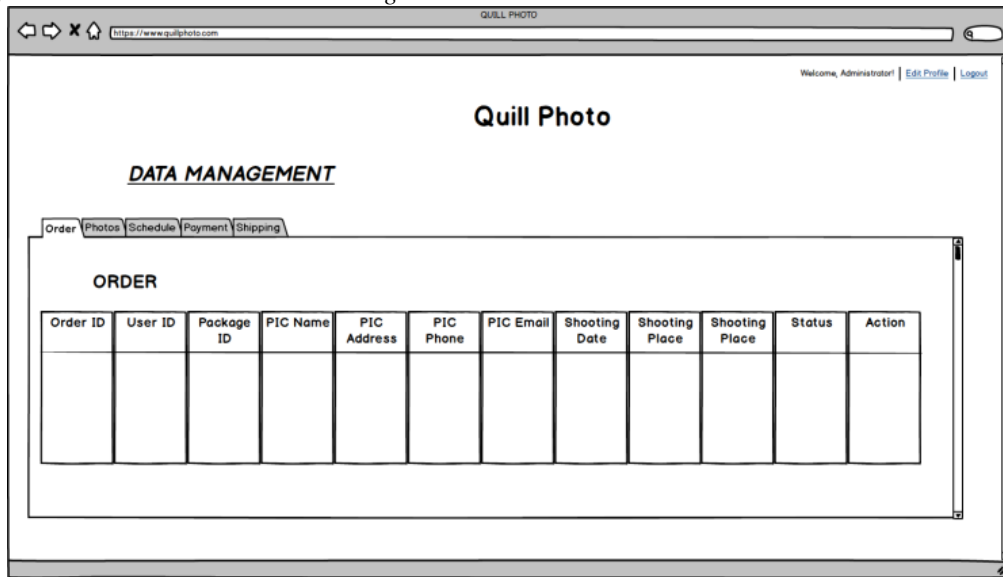 QUILL PHOTO
https://www.quillphoto.com
Welcome, Administrator! Edit Profile Logout
Quill Photo
DATA MANAGEMENT
Order Photos Schedule Payment Shipping
ORDER
Order ID User ID Package ID PIC Name PIC Address PIC Phone PIC Email Shooting Date Shooting Place Shooting Place Status Action